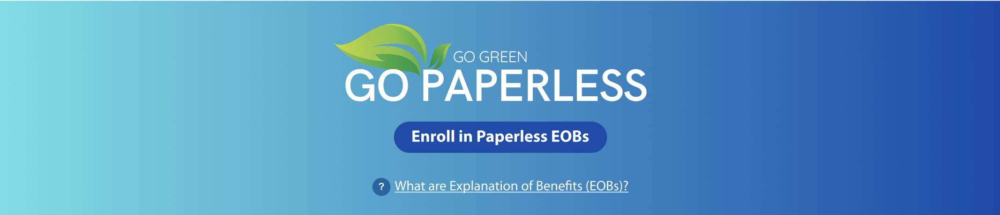 GO GREEN
GO PAPERLESS
Enroll in Paperless EOBs
? What are Explanation of Benefits (EOBs)?